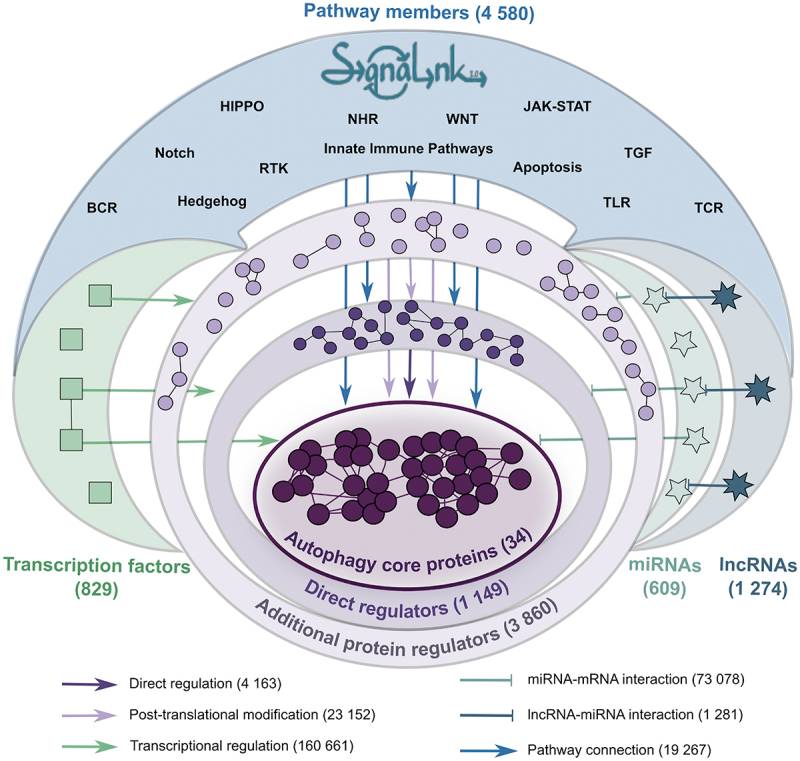 Pathway members (4 580)
SignaLink 3.0
HIPPO
NHR
WNT
JAK-STAT
Notch
RTK
Innate Immune Pathways
Apoptosis
TGF
BCR
Hedgehog
TLR
TCR
Autophagy core proteins (34)
Direct regulators (1 149)
Additional protein regulators (3 860)
Transcription factors
(829)
miRNAs
(609)
lncRNAs
(1 274)
Direct regulation (4 163)
Post-translational modification (23 152)
Transcriptional regulation (160 661)
miRNA-mRNA interaction (73 078)
lncRNA-miRNA interaction (1 281)
Pathway connection (19 267)